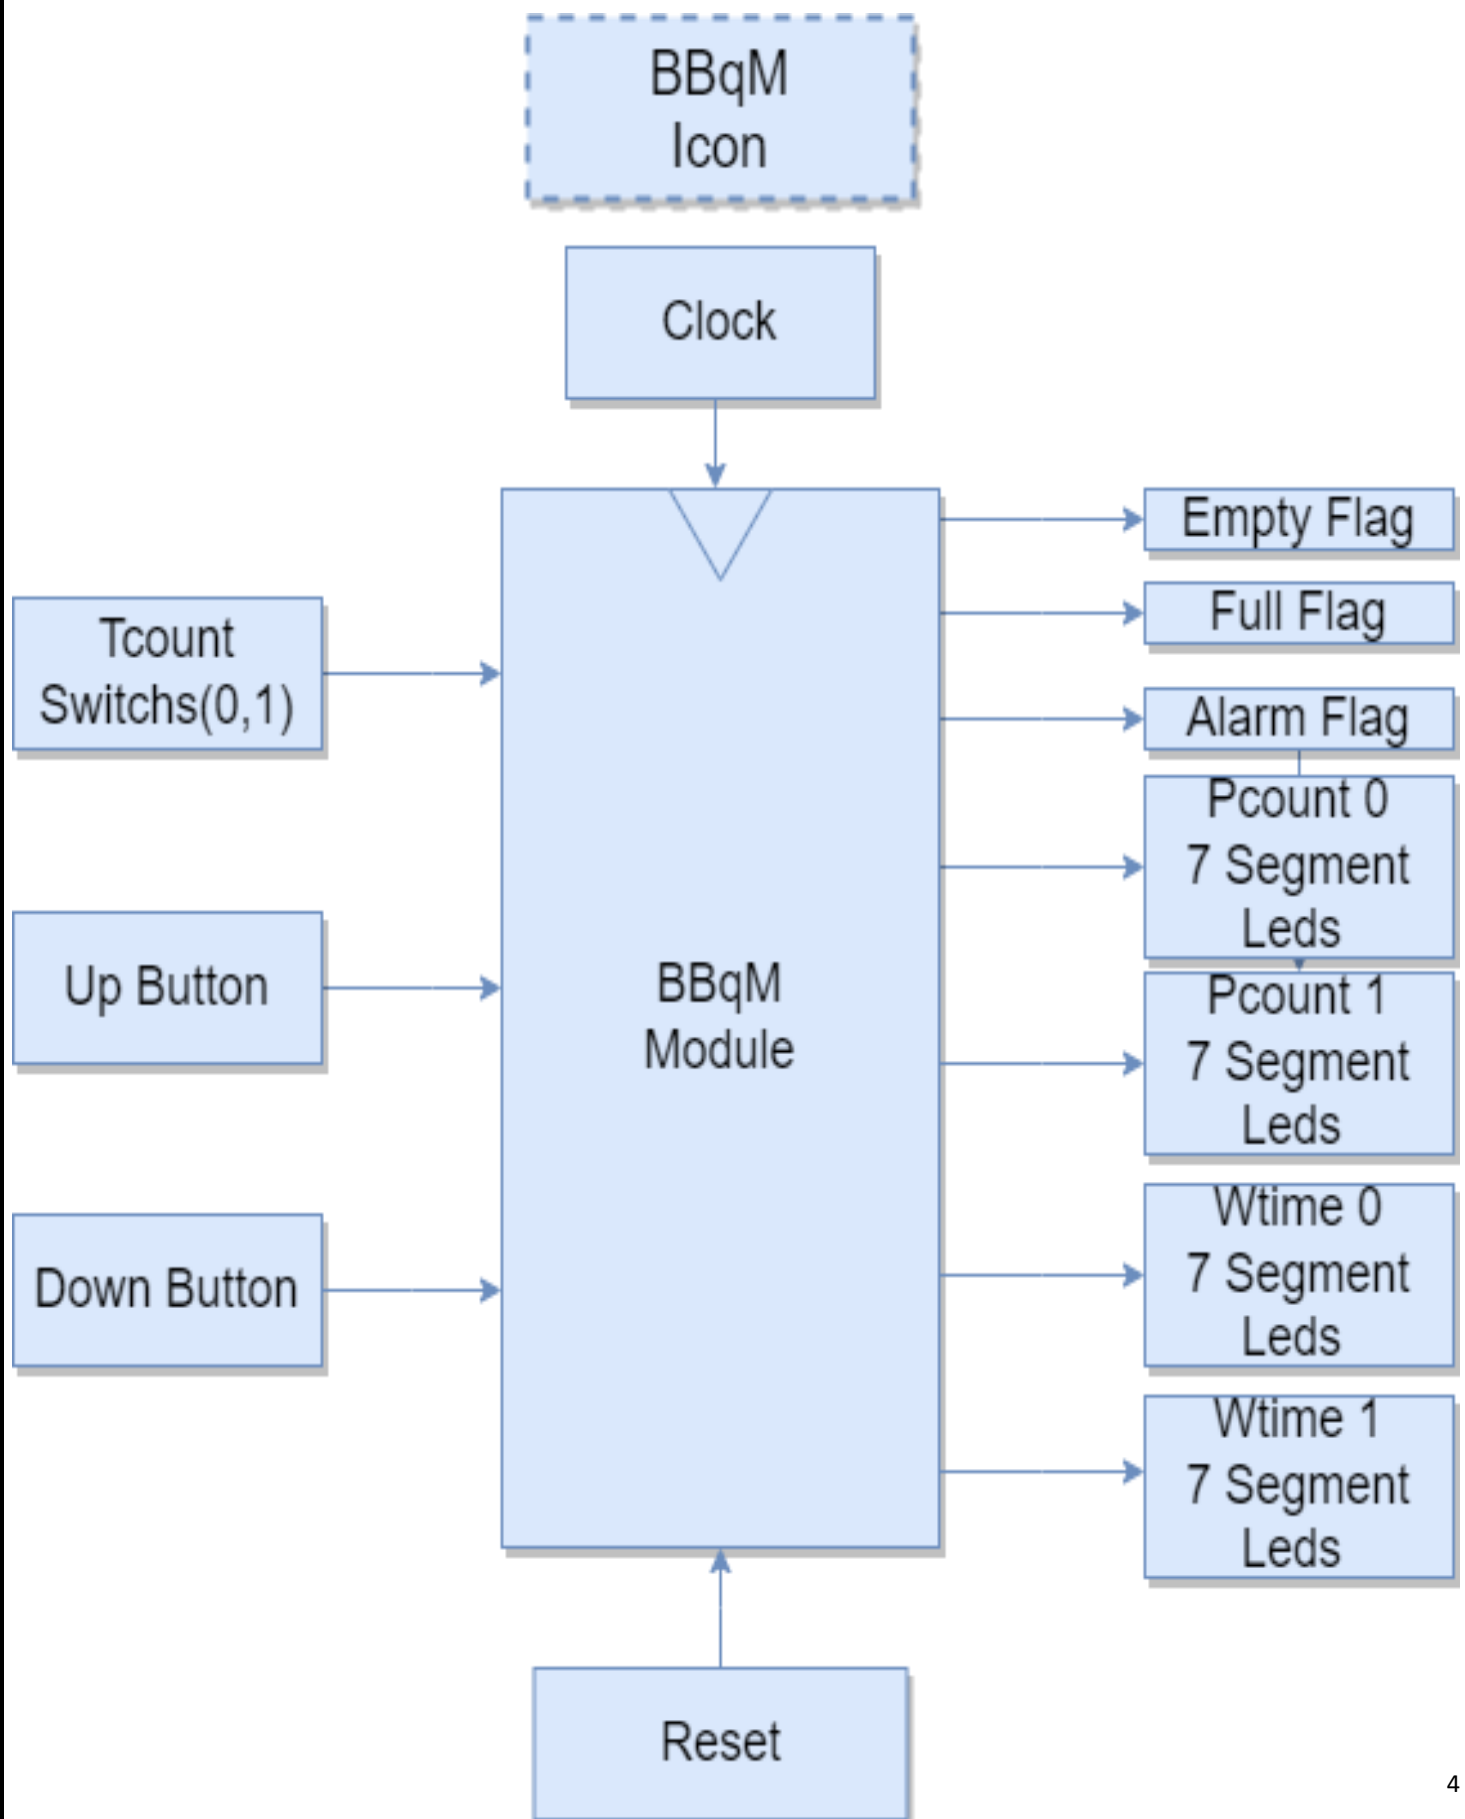 BBqM
Icon
Clock
Empty Flag
Full Flag
Tcount
Switchs(0,1)
Alarm Flag
Pcount 0
7 Segment
Leds
Up Button
BBqM
Module
Pcount 1
7 Segment
Leds
Down Button
Wtime 0
7 Segment
Leds
Wtime 1
7 Segment
Leds
Reset
4